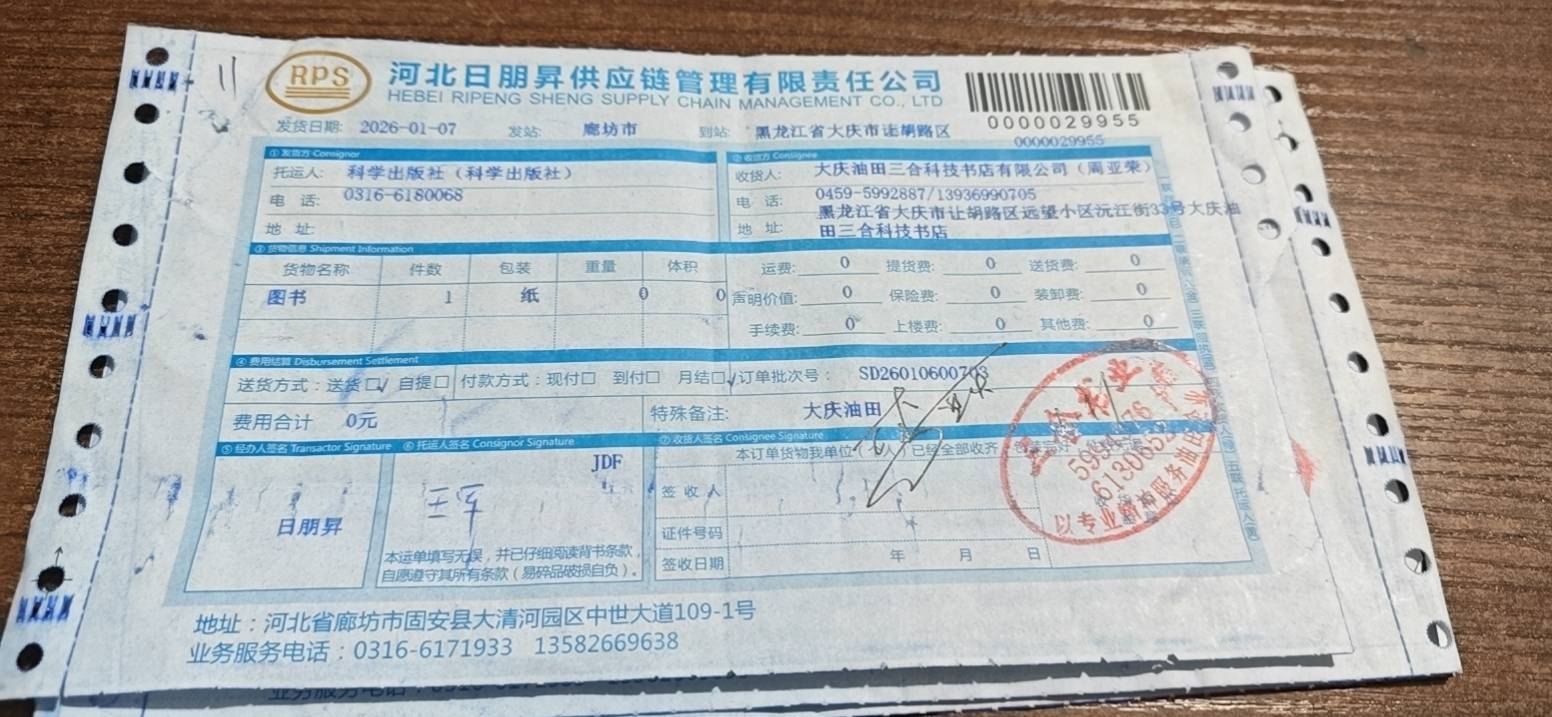 RPS 河北日朋昇供应链管理有限责任公司
HEBEI RIPENG SHENG SUPPLY CHAIN MANAGEMENT CO., LTD
0000029955
发货日期: 2026-01-07 发站: 廊坊市 到站: 黑龙江省大庆市让胡路区
0000029955
① 发货方 Consignor
② 收货方 Consignee
托运人: 科学出版社（科学出版社）
收货人: 大庆油田三合科技书店有限公司（周亚荣）
电 话: 0316-6180068
电 话: 0459-5992887/13936990705
地 址:
地 址: 黑龙江省大庆市让胡路区远望小区沅江街33号大庆油
田三合科技书店
③ 货物信息 Shipment Information
货物名称 件数 包装 重量 体积
运费: 0 提货费: 0 送货费: 0
图书 1 纸 0 0
声明价值: 0 保险费: 0 装卸费: 0
手续费: 0 上楼费: 0 其他费: 0
④ 费用结算 Disbursement Settlement
送货方式: 送货□√ 自提□ 付款方式: 现付□ 到付□ 月结□√ 订单批次号: SD26010600703
费用合计 0元 特殊备注: 大庆油田
⑤ 经办人签名 Transactor Signature ⑥ 托运人签名 Consignor Signature ⑦ 收货人签名 Consignee Signature
本订单货物我单位 已经全部收齐
JDF
日朋昇
王军
签 收 人
证件号码
签收日期 年 月 日
本运单填写无误，并已仔细阅读背书条款，
自愿遵守其所有条款（易碎品破损自负）。
以专业精神服务油田
地址：河北省廊坊市固安县大清河园区中世大道109-1号
业务服务电话：0316-6171933 13582669638